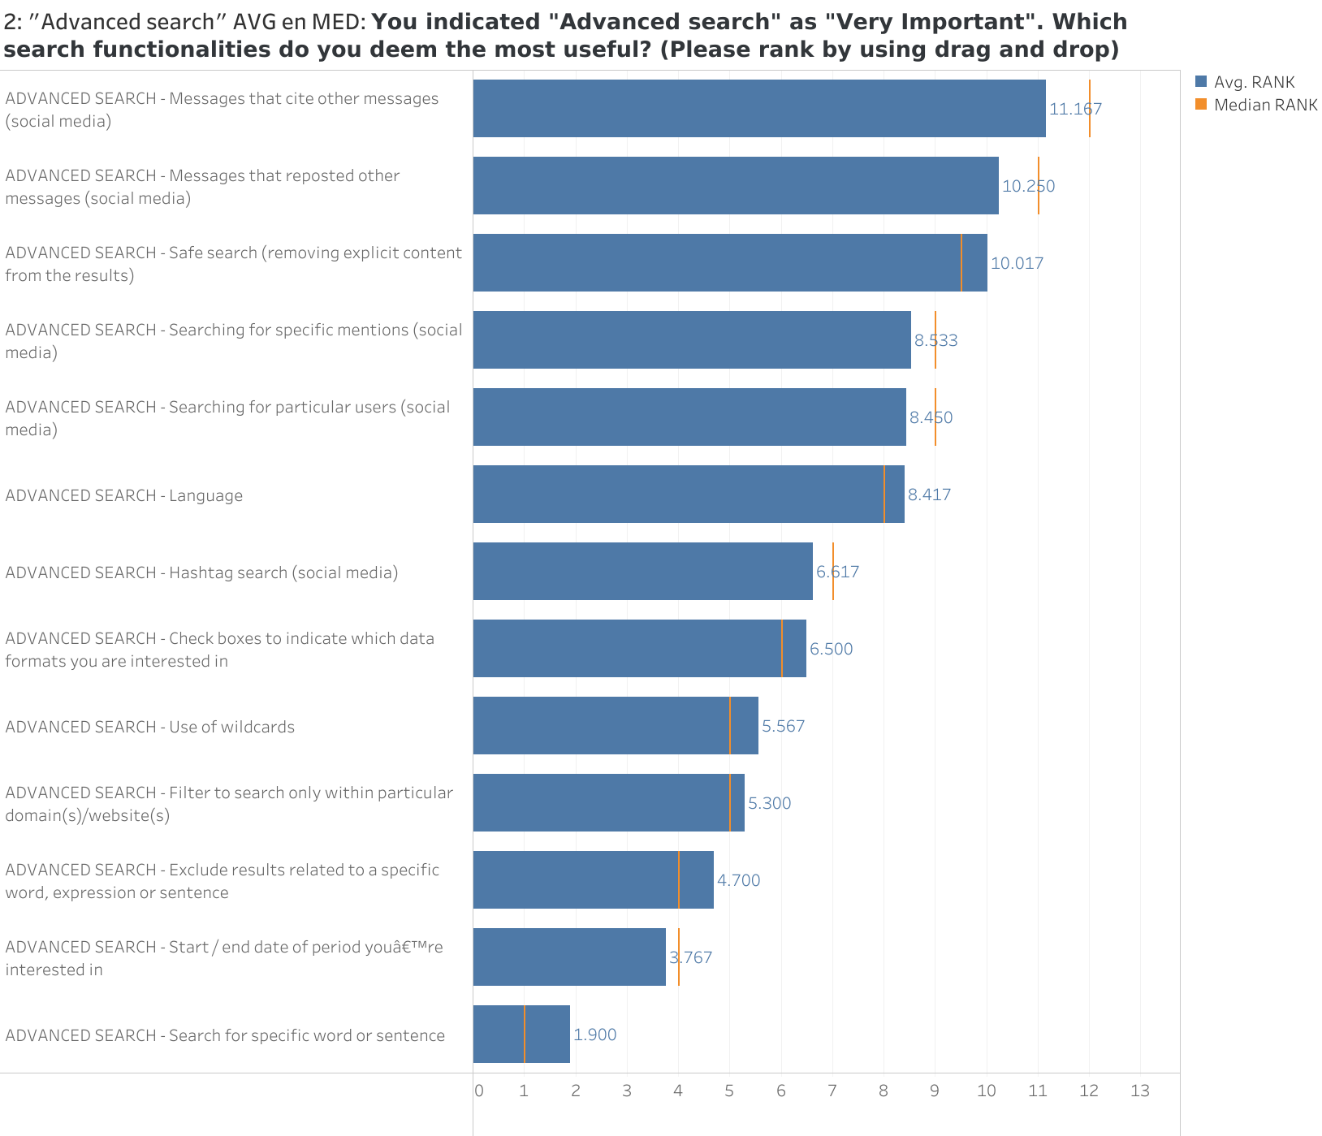 2: ”Advanced search” AVG en MED: You indicated "Advanced search" as "Very Important". Which
search functionalities do you deem the most useful? (Please rank by using drag and drop)
Avg. RANK
Median RANK
ADVANCED SEARCH - Messages that cite other messages
(social media)
11.167
ADVANCED SEARCH - Messages that reposted other
messages (social media)
10.250
ADVANCED SEARCH - Safe search (removing explicit content
from the results)
10.017
ADVANCED SEARCH - Searching for specific mentions (social
media)
8.533
ADVANCED SEARCH - Searching for particular users (social
media)
8.450
ADVANCED SEARCH - Language
8.417
ADVANCED SEARCH - Hashtag search (social media)
6.617
ADVANCED SEARCH - Check boxes to indicate which data
formats you are interested in
6.500
ADVANCED SEARCH - Use of wildcards
5.567
ADVANCED SEARCH - Filter to search only within particular
domain(s)/website(s)
5.300
ADVANCED SEARCH - Exclude results related to a specific
word, expression or sentence
4.700
ADVANCED SEARCH - Start / end date of period youâ€™re
interested in
3.767
ADVANCED SEARCH - Search for specific word or sentence
1.900
0 1 2 3 4 5 6 7 8 9 10 11 12 13